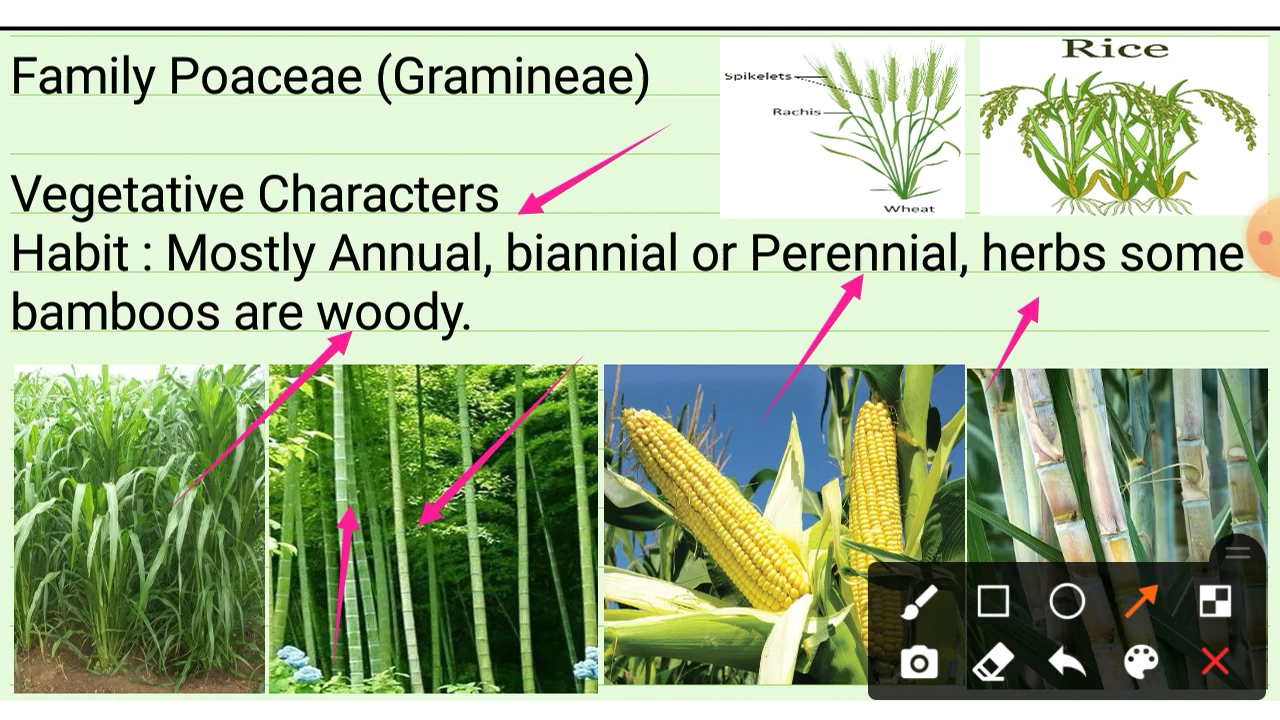 Family Poaceae (Gramineae)
Spikelets
Rachis
Wheat
Rice
Vegetative Characters
Habit : Mostly Annual, biannial or Perennial, herbs some
bamboos are woody.